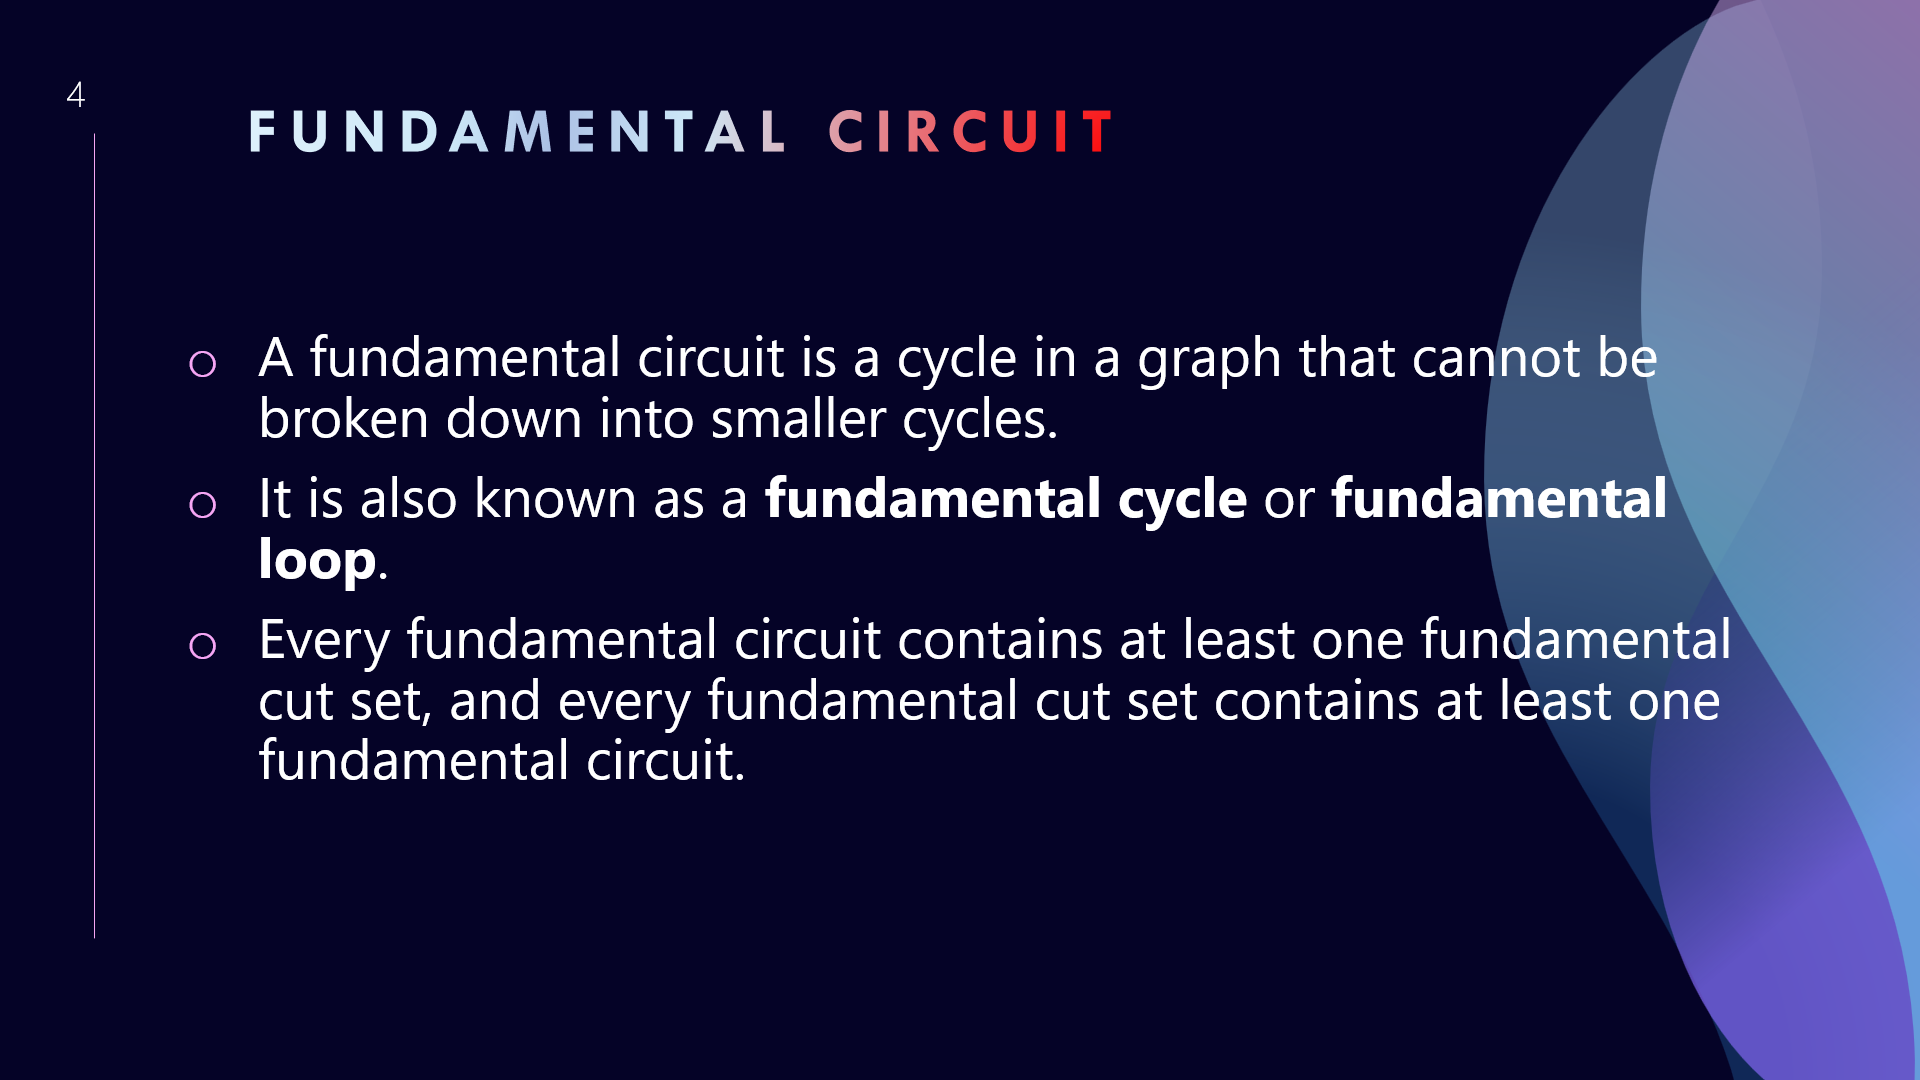 4
FUNDAMENTAL CIRCUIT
○ A fundamental circuit is a cycle in a graph that cannot be
broken down into smaller cycles.
○ It is also known as a fundamental cycle or fundamental
loop.
○ Every fundamental circuit contains at least one fundamental
cut set, and every fundamental cut set contains at least one
fundamental circuit.